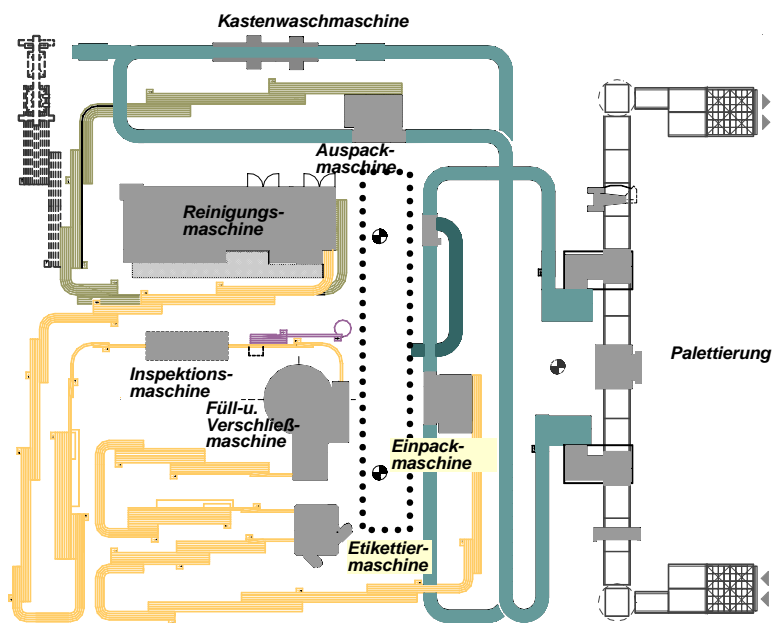 Kastenwaschmaschine
Auspack-
maschine
Reinigungs-
maschine
Inspektions-
maschine
Füll-u.
Verschließ-
maschine
Einpack-
maschine
Etikettier-
maschine
Palettierung